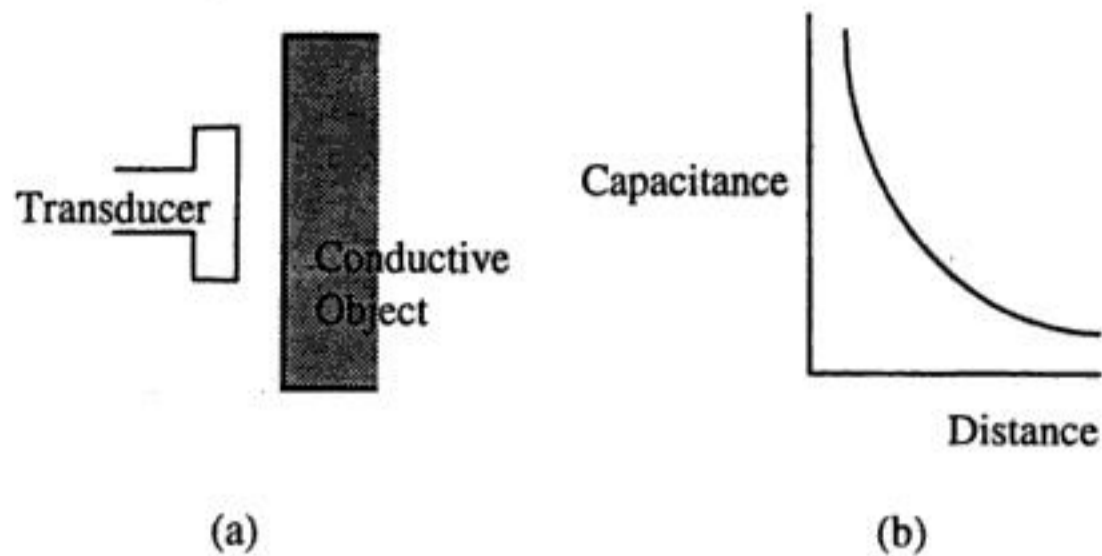 Transducer
Conductive
Object
(a)
Capacitance
Distance
(b)